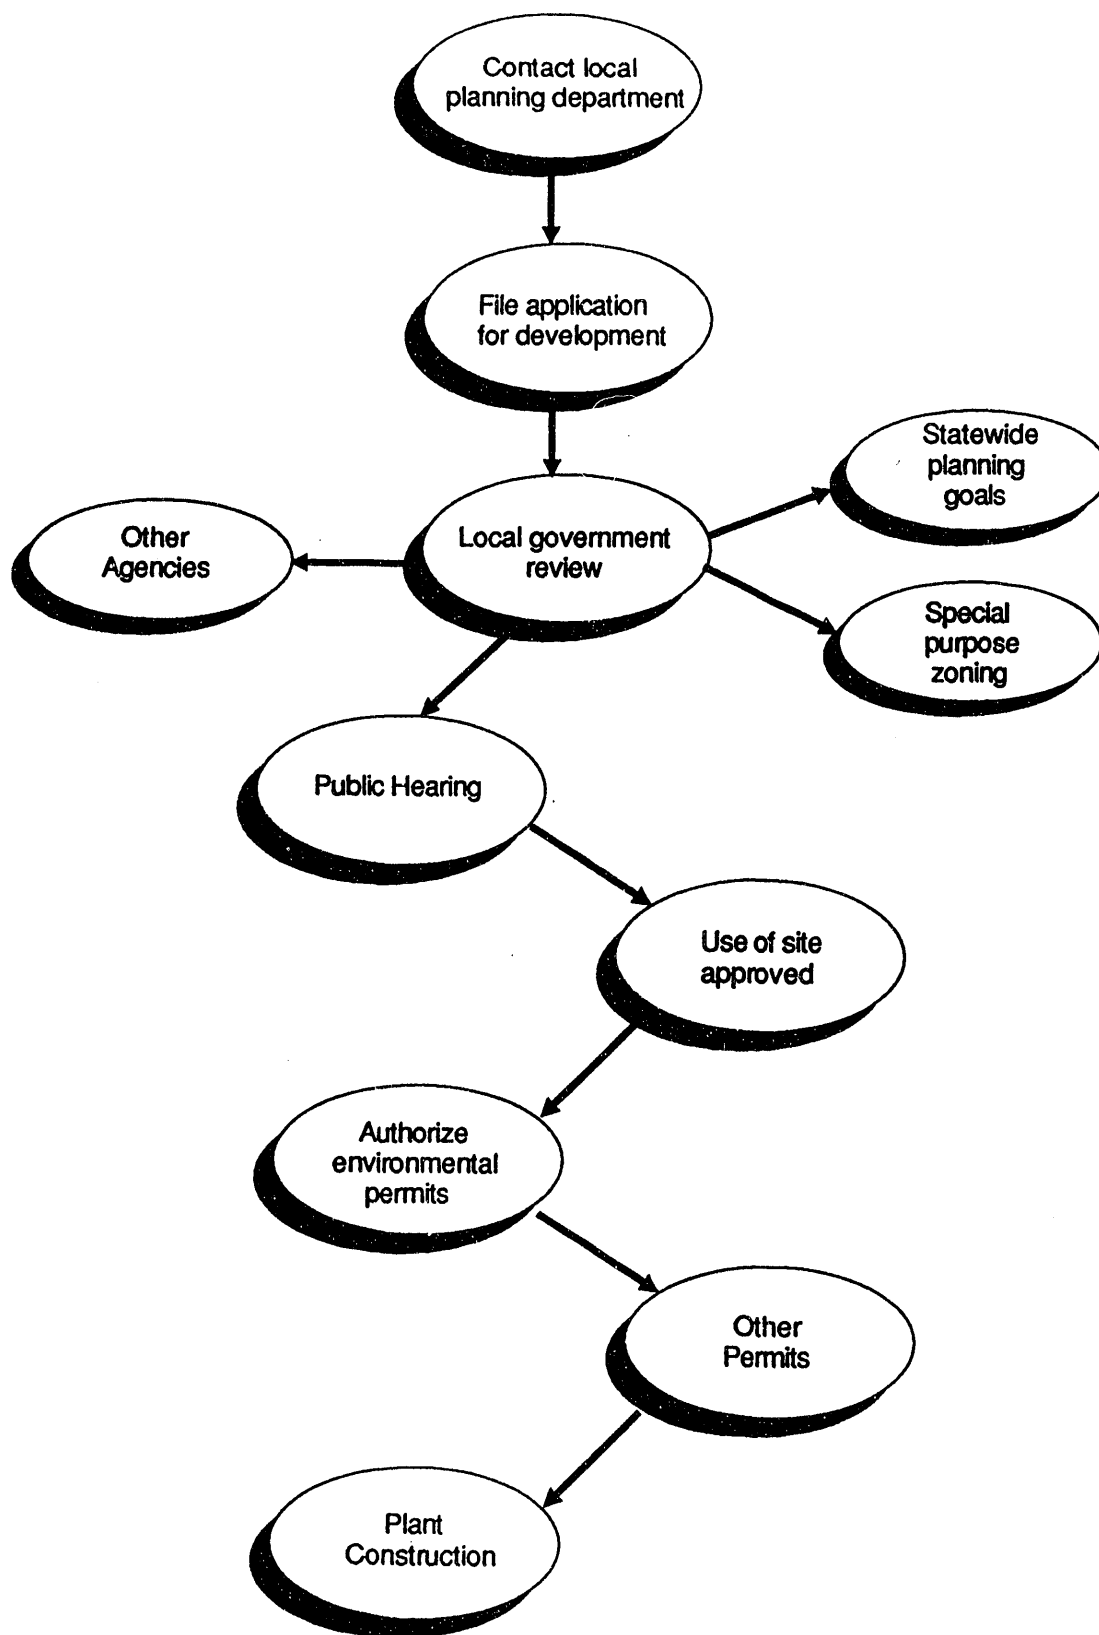 Contact local
planning department
File application
for development
Statewide
planning
goals
Other
Agencies
Local government
review
Special
purpose
zoning
Public Hearing
Use of site
approved
Authorize
environmental
permits
Other
Permits
Plant
Construction